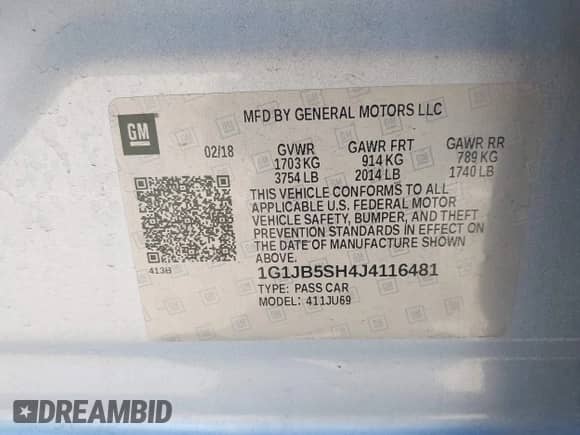 GM
MFD BY GENERAL MOTORS LLC
02/18 GVWR GAWR FRT GAWR RR
1703 KG 914 KG 789 KG
3754 LB 2014 LB 1740 LB
THIS VEHICLE CONFORMS TO ALL
APPLICABLE U.S. FEDERAL MOTOR
VEHICLE SAFETY, BUMPER, AND THEFT
PREVENTION STANDARDS IN EFFECT ON
THE DATE OF MANUFACTURE SHOWN
ABOVE.
413B
1G1JB5SH4J4116481
TYPE: PASS CAR
MODEL: 411JU69
DREAMBID